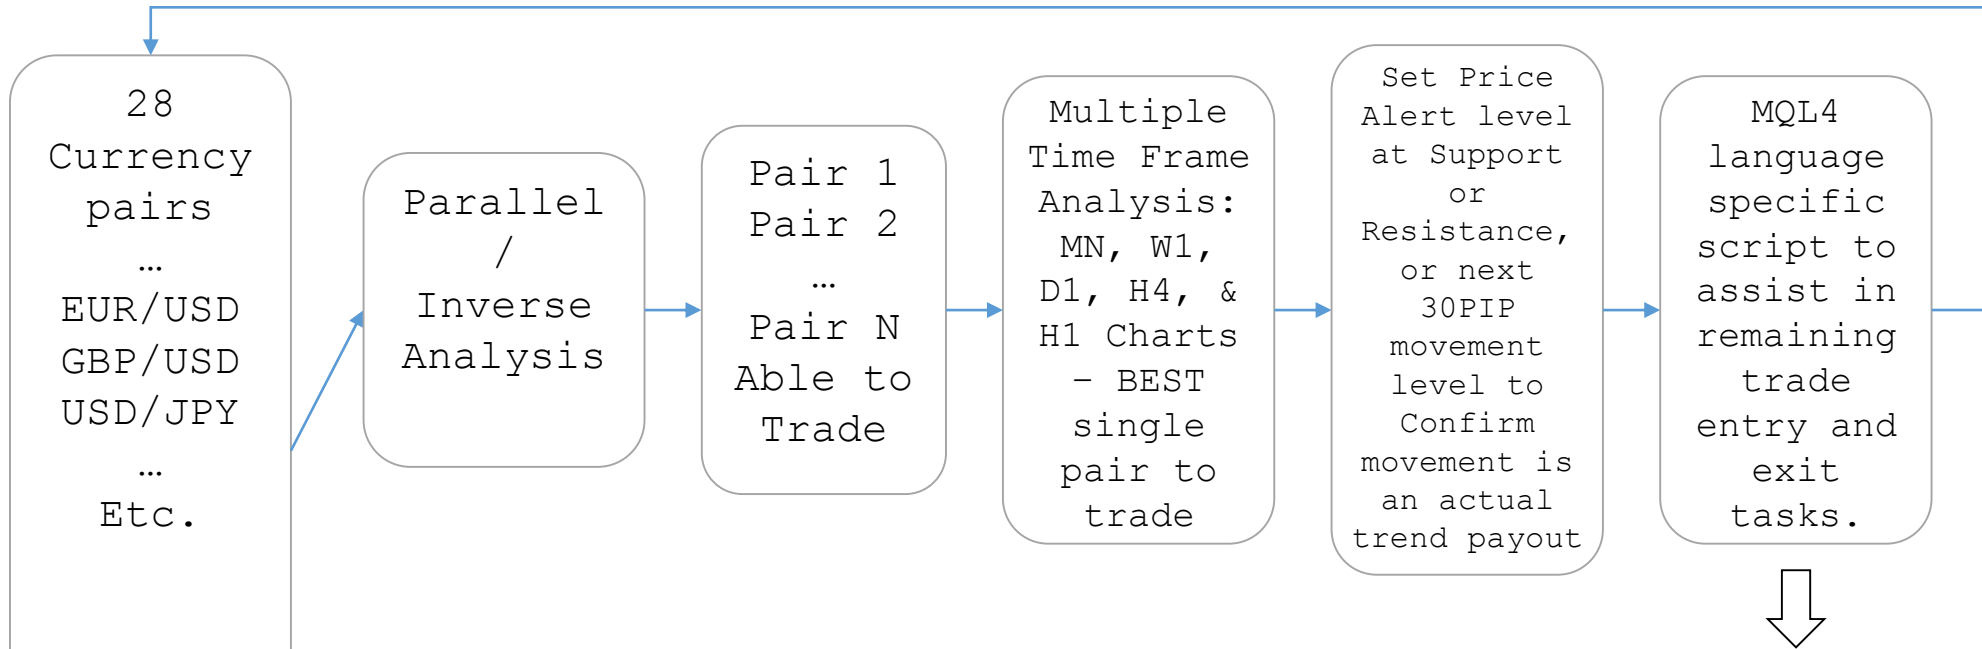 28
Currency
pairs
…
EUR/USD
GBP/USD
USD/JPY
…
Etc.
Parallel
/
Inverse
Analysis
Pair 1
Pair 2
…
Pair N
Able to
Trade
Multiple
Time Frame
Analysis:
MN, W1,
D1, H4, &
H1 Charts
– BEST
single
pair to
trade
Set Price
Alert level
at Support
or
Resistance,
or next
30PIP
movement
level to
Confirm
movement is
an actual
trend payout
MQL4
language
specific
script to
assist in
remaining
trade
entry and
exit
tasks.